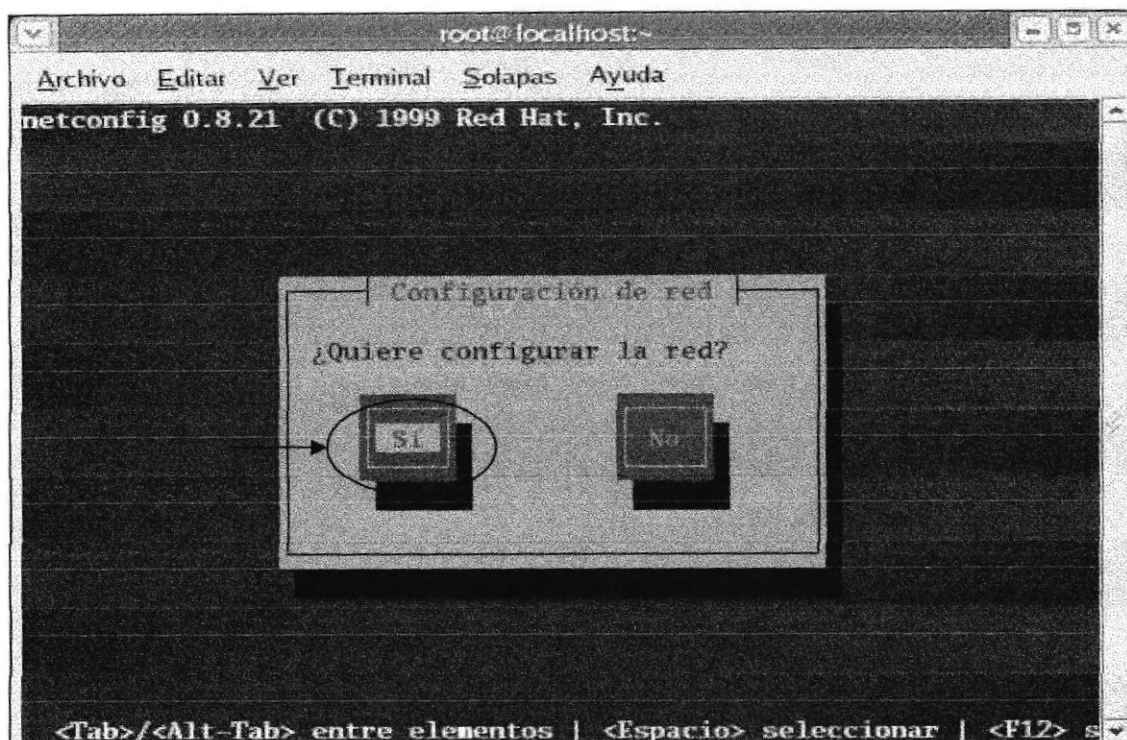 root@localhost:~
Archivo Editar Ver Terminal Solapas Ayuda
netconfig 0.8.21 (C) 1999 Red Hat, Inc.
Configuración de red
¿Quiere configurar la red?
Sí No
<Tab>/<Alt-Tab> entre elementos | <Espacio> seleccionar | <F12> s